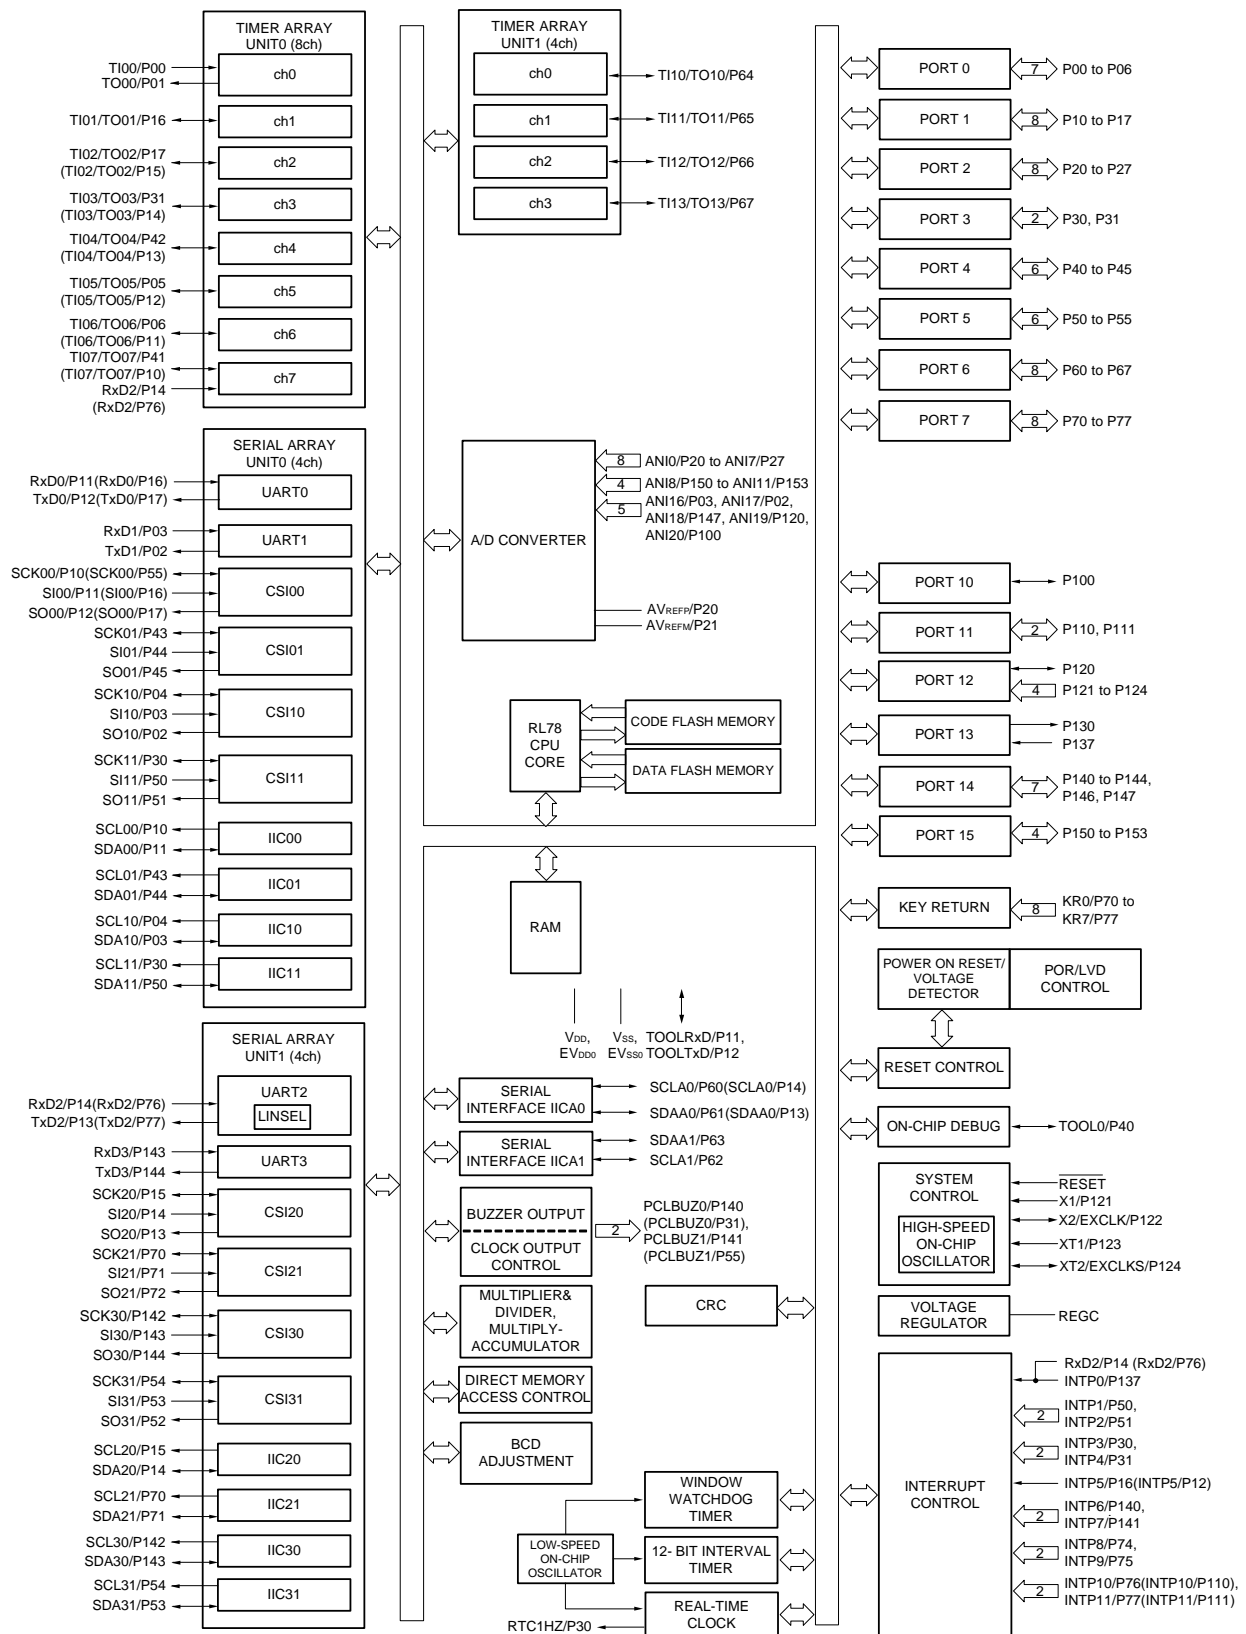 TIMER ARRAY
UNIT0 (8ch)
TI00/P00
TO00/P01
ch0
TI01/TO01/P16
ch1
TI02/TO02/P17
(TI02/TO02/P15)
ch2
TI03/TO03/P31
(TI03/TO03/P14)
ch3
TI04/TO04/P42
(TI04/TO04/P13)
ch4
TI05/TO05/P05
(TI05/TO05/P12)
ch5
TI06/TO06/P06
(TI06/TO06/P11)
ch6
TI07/TO07/P41
(TI07/TO07/P10)
RxD2/P14
(RxD2/P76)
ch7
SERIAL ARRAY
UNIT0 (4ch)
RxD0/P11(RxD0/P16)
TxD0/P12(TxD0/P17)
UART0
RxD1/P03
TxD1/P02
UART1
SCK00/P10(SCK00/P55)
SI00/P11(SI00/P16)
SO00/P12(SO00/P17)
CSI00
SCK01/P43
SI01/P44
SO01/P45
CSI01
SCK10/P04
SI10/P03
SO10/P02
CSI10
SCK11/P30
SI11/P50
SO11/P51
CSI11
SCL00/P10
SDA00/P11
IIC00
SCL01/P43
SDA01/P44
IIC01
SCL10/P04
SDA10/P03
IIC10
SCL11/P30
SDA11/P50
IIC11
SERIAL ARRAY
UNIT1 (4ch)
RxD2/P14(RxD2/P76)
TxD2/P13(TxD2/P77)
UART2
LINSEL
RxD3/P143
TxD3/P144
UART3
SCK20/P15
SI20/P14
SO20/P13
CSI20
SCK21/P70
SI21/P71
SO21/P72
CSI21
SCK30/P142
SI30/P143
SO30/P144
CSI30
SCK31/P54
SI31/P53
SO31/P52
CSI31
SCL20/P15
SDA20/P14
IIC20
SCL21/P70
SDA21/P71
IIC21
SCL30/P142
SDA30/P143
IIC30
SCL31/P54
SDA31/P53
IIC31
TIMER ARRAY
UNIT1 (4ch)
ch0
TI10/TO10/P64
ch1
TI11/TO11/P65
ch2
TI12/TO12/P66
ch3
TI13/TO13/P67
A/D CONVERTER
8
ANI0/P20 to ANI7/P27
4
ANI8/P150 to ANI11/P153
5
ANI16/P03, ANI17/P02,
ANI18/P147, ANI19/P120,
ANI20/P100
AVREFP/P20
AVREFM/P21
RL78
CPU
CORE
CODE FLASH MEMORY
DATA FLASH MEMORY
RAM
VDD,
EVDD0
VSS,
EVSS0
TOOLRxD/P11,
TOOLTxD/P12
SERIAL
INTERFACE IICA0
SCLA0/P60(SCLA0/P14)
SDAA0/P61(SDAA0/P13)
SERIAL
INTERFACE IICA1
SDAA1/P63
SCLA1/P62
BUZZER OUTPUT
CLOCK OUTPUT
CONTROL
2
PCLBUZ0/P140
(PCLBUZ0/P31),
PCLBUZ1/P141
(PCLBUZ1/P55)
MULTIPLIER&
DIVIDER,
MULTIPLY-
ACCUMULATOR
CRC
DIRECT MEMORY
ACCESS CONTROL
BCD
ADJUSTMENT
LOW-SPEED
ON-CHIP
OSCILLATOR
WINDOW
WATCHDOG
TIMER
12- BIT INTERVAL
TIMER
REAL-TIME
CLOCK
RTC1HZ/P30
PORT 0
7
P00 to P06
PORT 1
8
P10 to P17
PORT 2
8
P20 to P27
PORT 3
2
P30, P31
PORT 4
6
P40 to P45
PORT 5
6
P50 to P55
PORT 6
8
P60 to P67
PORT 7
8
P70 to P77
PORT 10
P100
PORT 11
2
P110, P111
PORT 12
P120
4
P121 to P124
PORT 13
P130
P137
PORT 14
7
P140 to P144,
P146, P147
PORT 15
4
P150 to P153
KEY RETURN
8
KR0/P70 to
KR7/P77
POWER ON RESET/
VOLTAGE
DETECTOR
POR/LVD
CONTROL
RESET CONTROL
ON-CHIP DEBUG
TOOL0/P40
SYSTEM
CONTROL
HIGH-SPEED
ON-CHIP
OSCILLATOR
RESET
X1/P121
X2/EXCLK/P122
XT1/P123
XT2/EXCLKS/P124
VOLTAGE
REGULATOR
REGC
INTERRUPT
CONTROL
RxD2/P14 (RxD2/P76)
INTP0/P137
2
INTP1/P50,
INTP2/P51
2
INTP3/P30,
INTP4/P31
INTP5/P16(INTP5/P12)
2
INTP6/P140,
INTP7/P141
2
INTP8/P74,
INTP9/P75
2
INTP10/P76(INTP10/P110),
INTP11/P77(INTP11/P111)